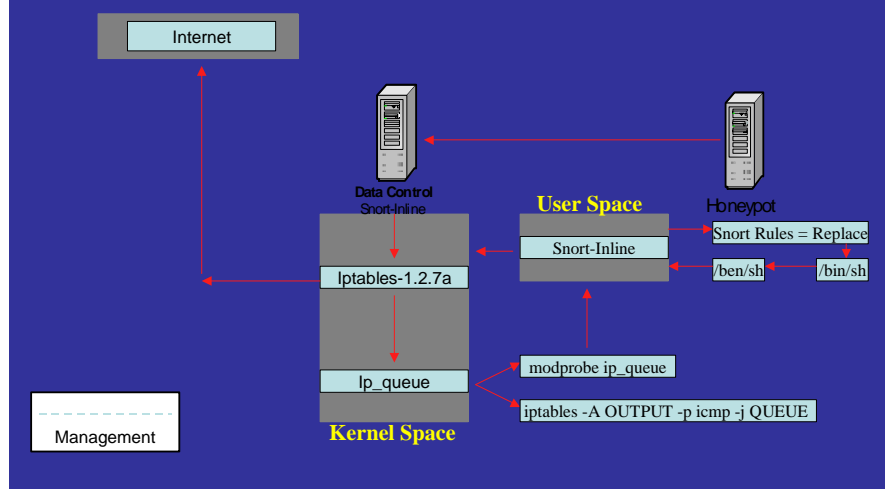 Internet
Data Control
Snort-Inline
Honeypot
User Space
Snort Rules = Replace
Snort-Inline
/ben/sh
/bin/sh
Iptables-1.2.7a
modprobe ip_queue
Ip_queue
iptables -A OUTPUT -p icmp -j QUEUE
Kernel Space
Management